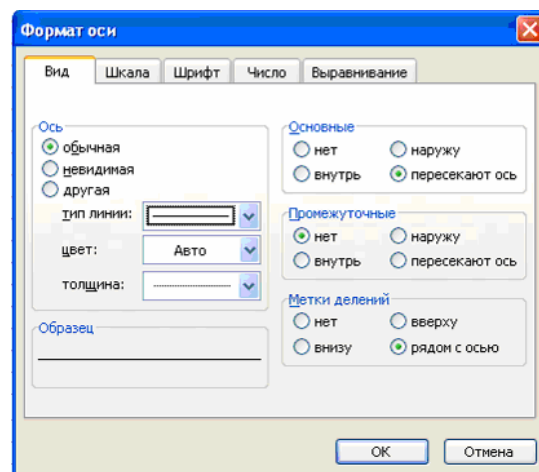 Формат оси
Вид Шкала Шрифт Число Выравнивание
Ось
обычная
невидимая
другая
тип линии:
цвет: Авто
толщина:
Образец
Основные
нет наружу
внутрь пересекают ось
Промежуточные
нет наружу
внутрь пересекают ось
Метки делений
нет вверху
внизу рядом с осью
ОК Отмена